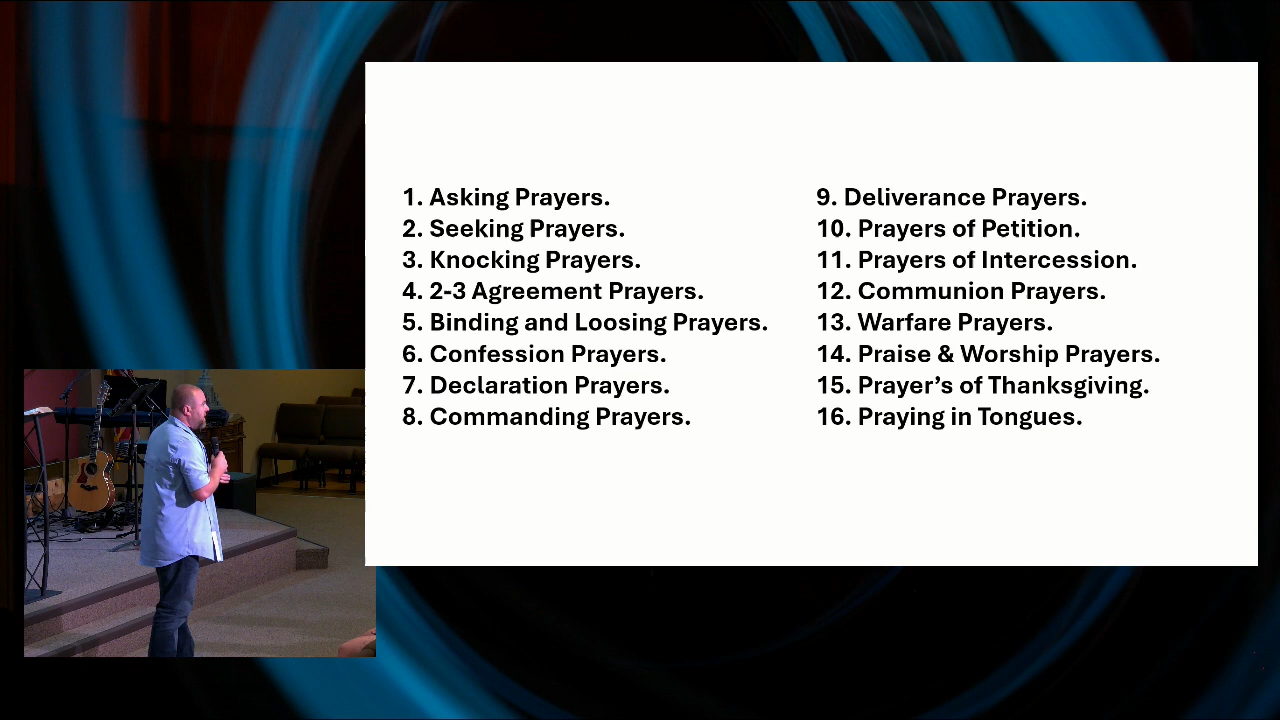 1. Asking Prayers.
2. Seeking Prayers.
3. Knocking Prayers.
4. 2-3 Agreement Prayers.
5. Binding and Loosing Prayers.
6. Confession Prayers.
7. Declaration Prayers.
8. Commanding Prayers.
9. Deliverance Prayers.
10. Prayers of Petition.
11. Prayers of Intercession.
12. Communion Prayers.
13. Warfare Prayers.
14. Praise & Worship Prayers.
15. Prayer’s of Thanksgiving.
16. Praying in Tongues.